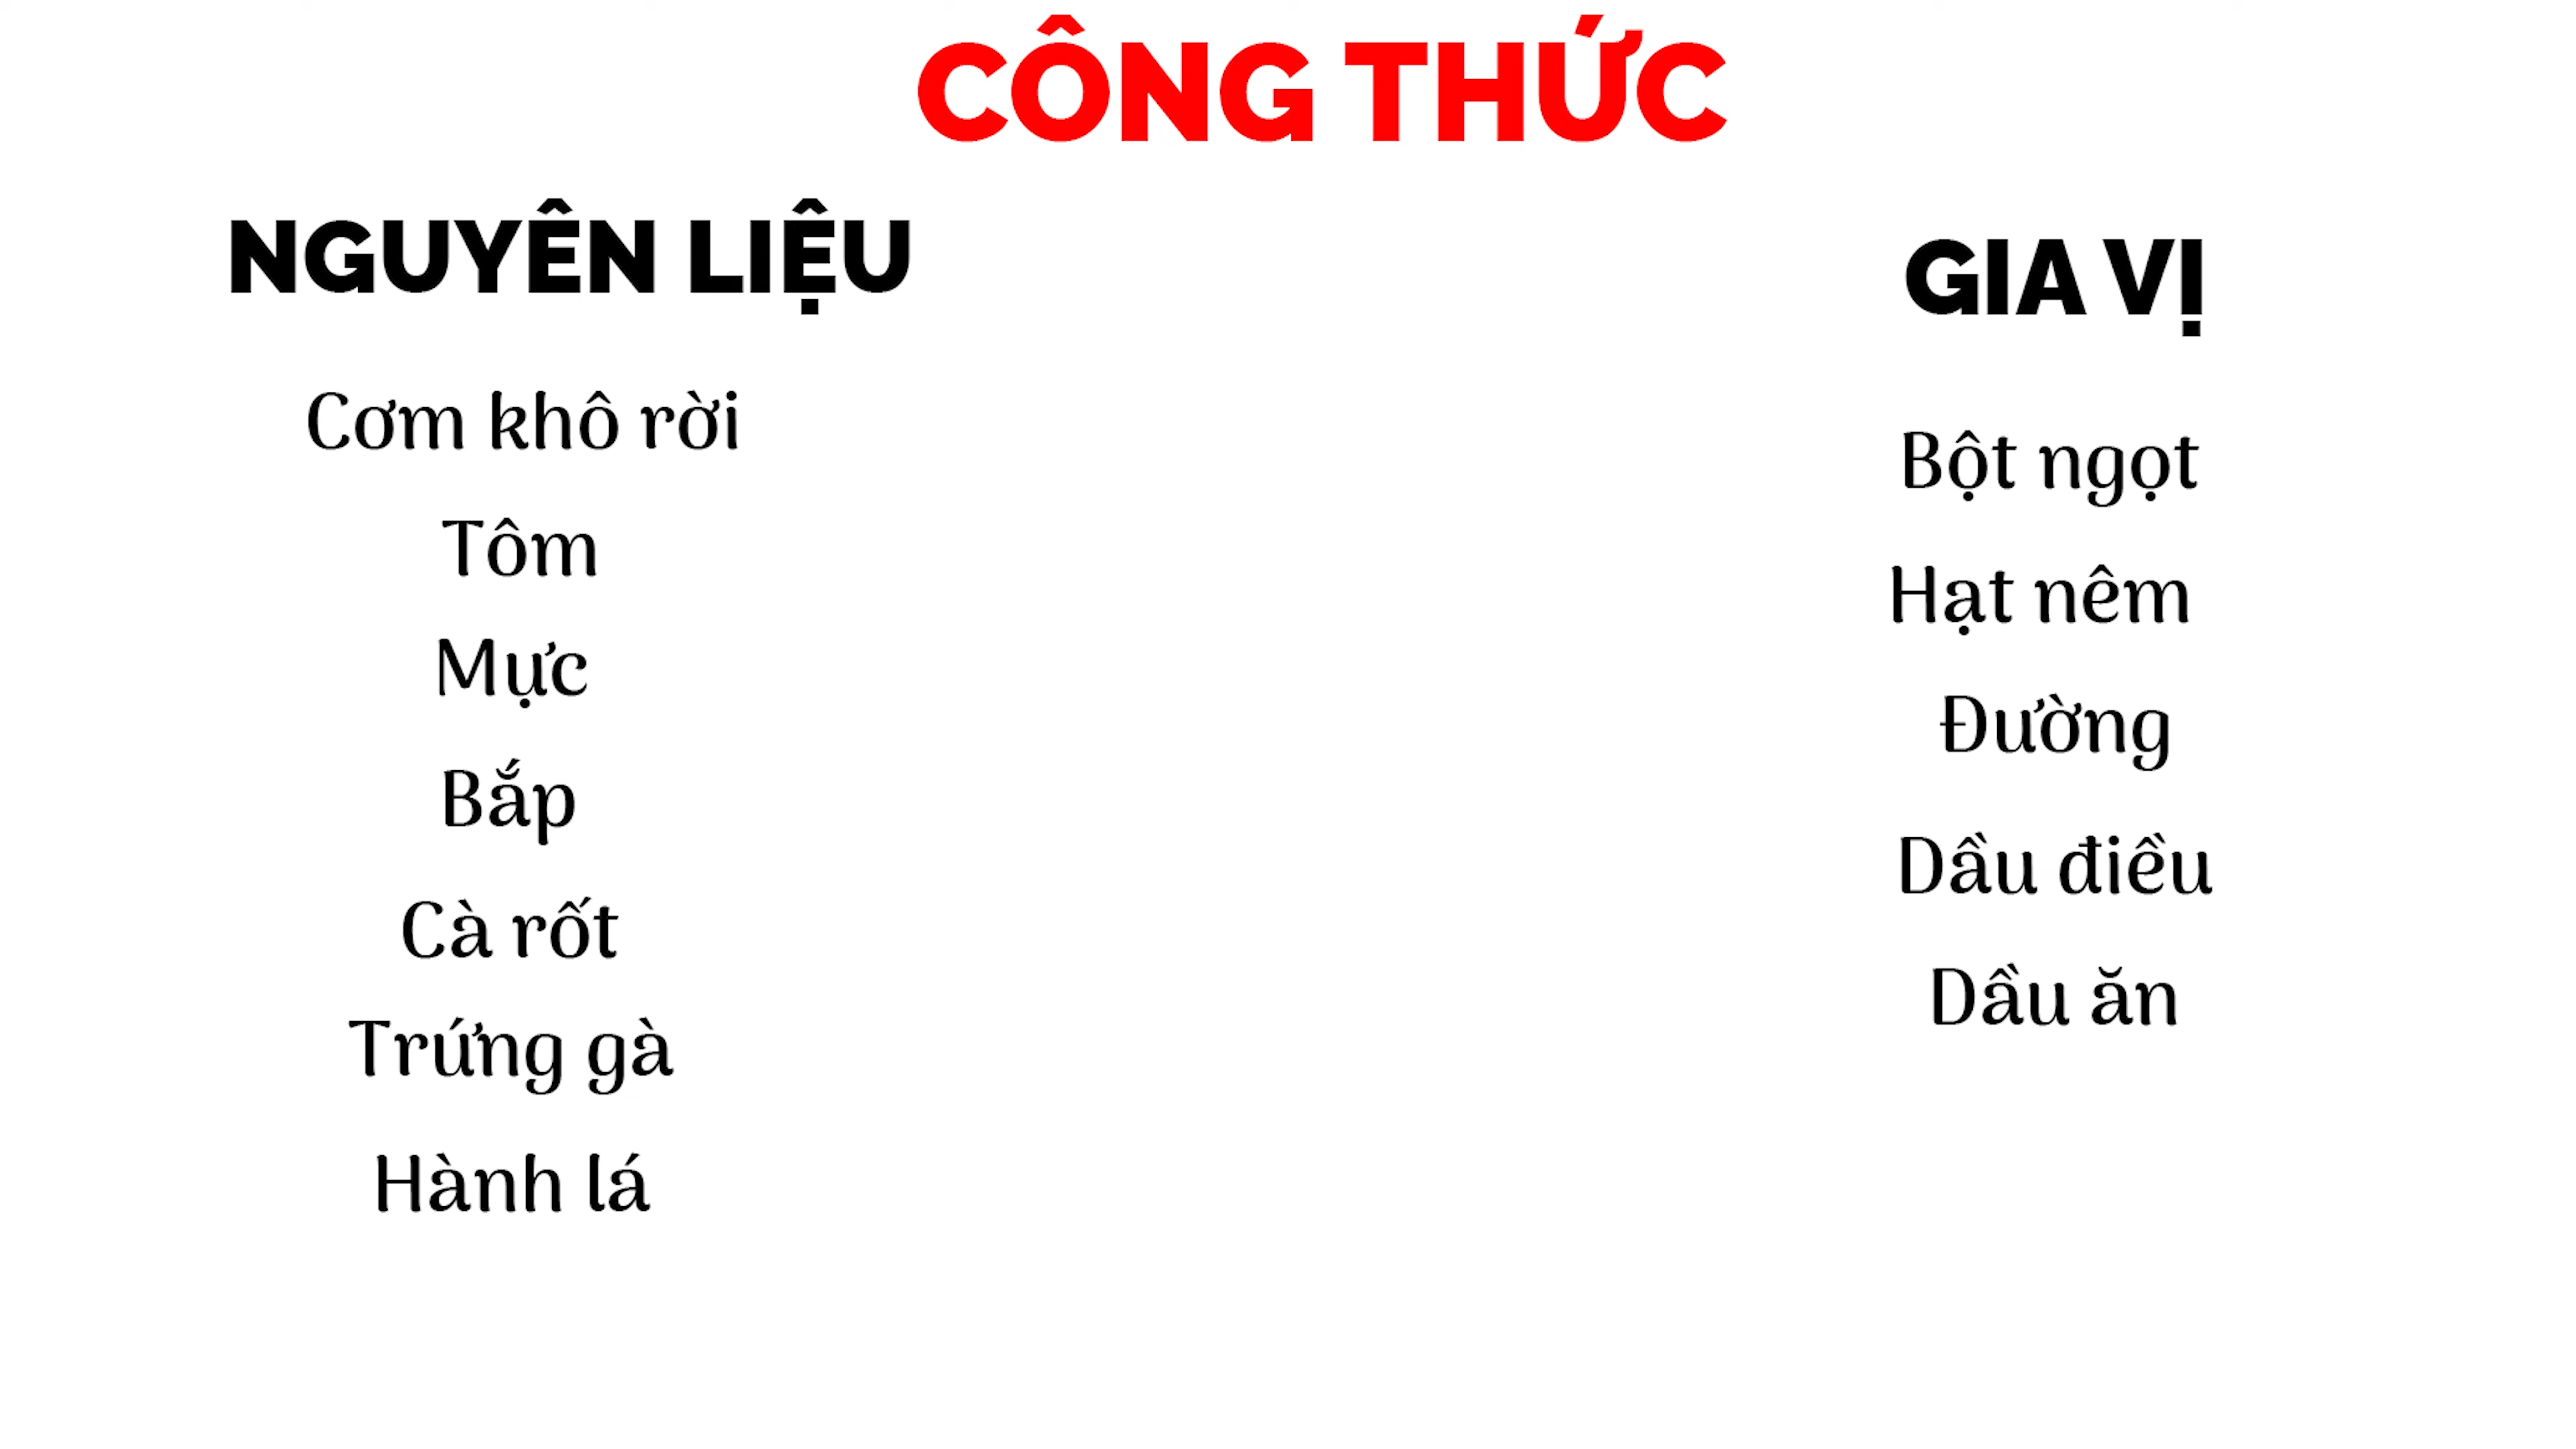 CÔNG THỨC
NGUYÊN LIỆU
Cơm khô rời
Tôm
Mực
Bắp
Cà rốt
Trứng gà
Hành lá
GIA VỊ
Bột ngọt
Hạt nêm
Đường
Dầu điều
Dầu ăn